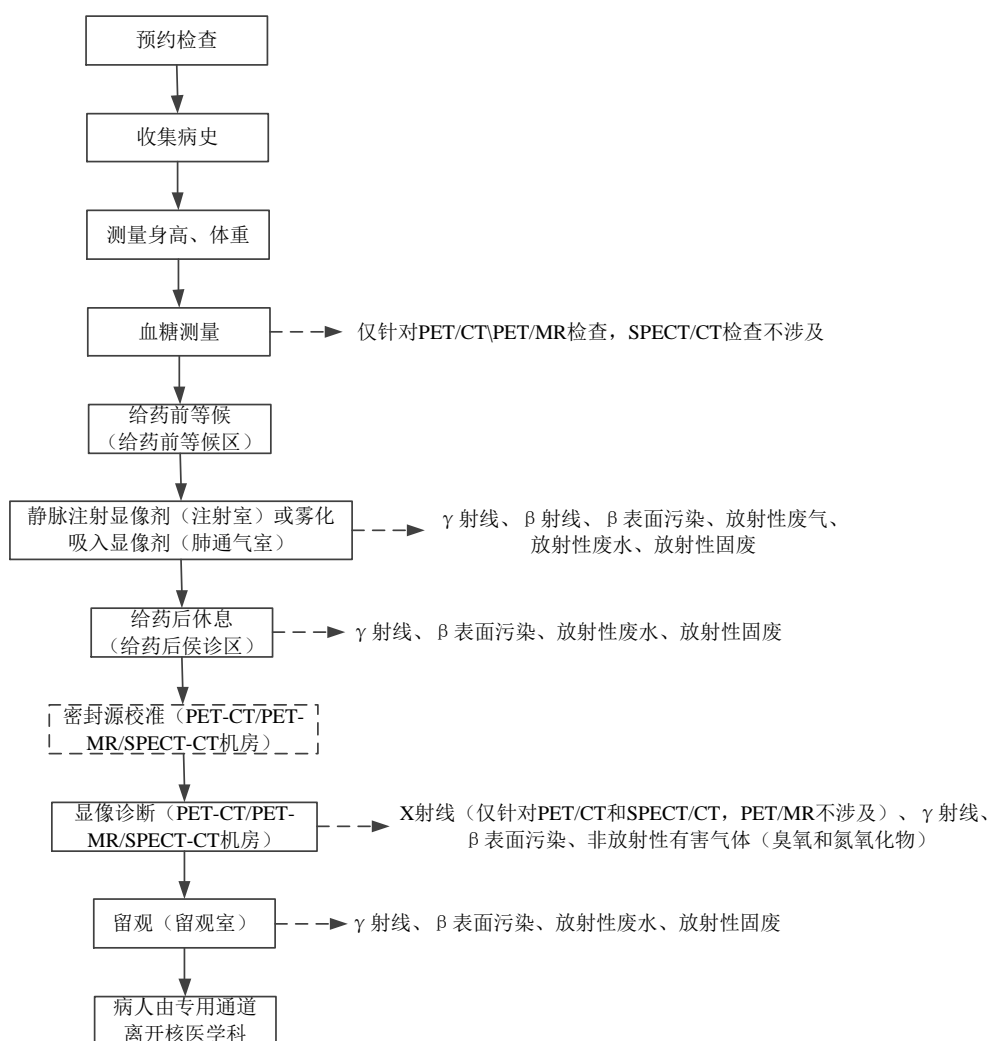 预约检查
收集病史
测量身高、体重
血糖测量
仅针对PET/CT\PET/MR检查，SPECT/CT检查不涉及
给药前等候
（给药前等候区）
静脉注射显像剂（注射室）或雾化
吸入显像剂（肺通气室）
γ射线、β射线、β表面污染、放射性废气、
放射性废水、放射性固废
给药后休息
（给药后侯诊区）
γ射线、β表面污染、放射性废水、放射性固废
密封源校准（PET-CT/PET-
MR/SPECT-CT机房）
显像诊断（PET-CT/PET-
MR/SPECT-CT机房）
X射线（仅针对PET/CT和SPECT/CT，PET/MR不涉及）、γ射线、
β表面污染、非放射性有害气体（臭氧和氮氧化物）
留观（留观室）
γ射线、β表面污染、放射性废水、放射性固废
病人由专用通道
离开核医学科